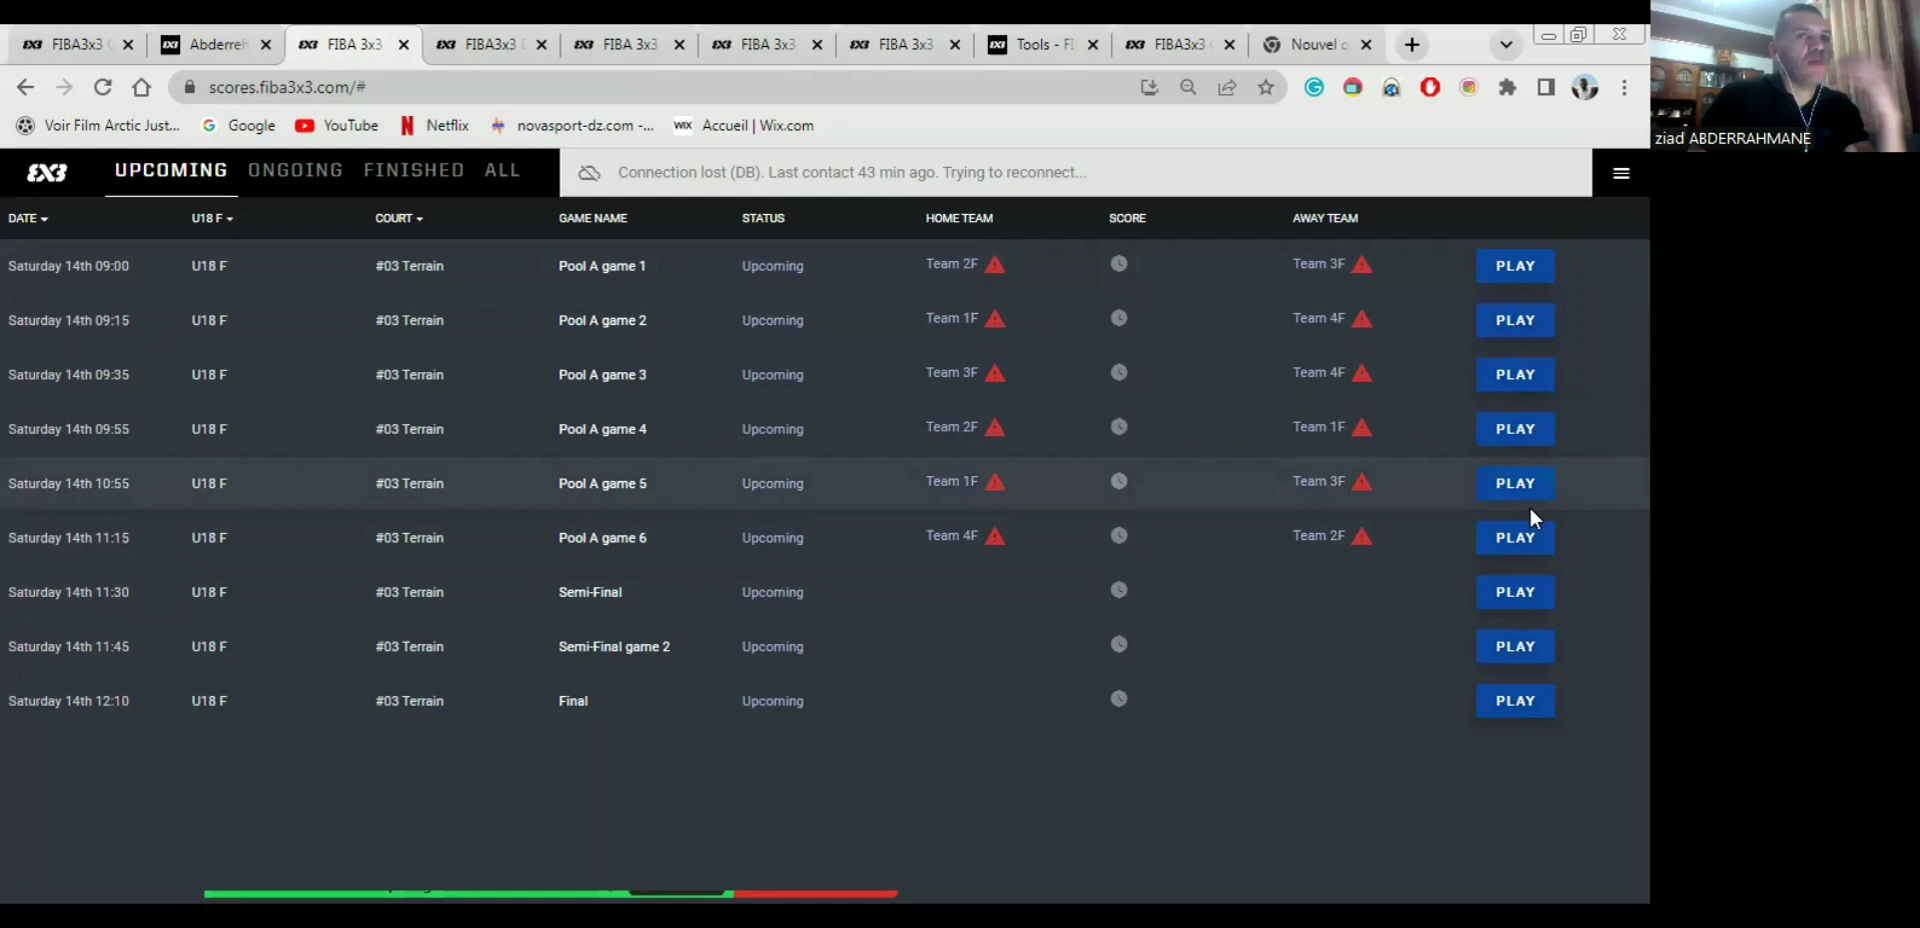 FIBA3x3
Abderreh
FIBA 3x3
FIBA3x3
FIBA 3x3
FIBA 3x3
FIBA 3x3
Tools - FI
FIBA3x3
Nouvel o
scores.fiba3x3.com/#
Voir Film Arctic Just...
Google
YouTube
Netflix
novasport-dz.com -...
WIX Accueil | Wix.com
ziad ABDERRAHMANE
3X3 UPCOMING ONGOING FINISHED ALL
Connection lost (DB). Last contact 43 min ago. Trying to reconnect...
DATE U18 F COURT GAME NAME STATUS HOME TEAM SCORE AWAY TEAM
Saturday 14th 09:00 U18 F #03 Terrain Pool A game 1 Upcoming Team 2F Team 3F PLAY
Saturday 14th 09:15 U18 F #03 Terrain Pool A game 2 Upcoming Team 1F Team 4F PLAY
Saturday 14th 09:35 U18 F #03 Terrain Pool A game 3 Upcoming Team 3F Team 4F PLAY
Saturday 14th 09:55 U18 F #03 Terrain Pool A game 4 Upcoming Team 2F Team 1F PLAY
Saturday 14th 10:55 U18 F #03 Terrain Pool A game 5 Upcoming Team 1F Team 3F PLAY
Saturday 14th 11:15 U18 F #03 Terrain Pool A game 6 Upcoming Team 4F Team 2F PLAY
Saturday 14th 11:30 U18 F #03 Terrain Semi-Final Upcoming PLAY
Saturday 14th 11:45 U18 F #03 Terrain Semi-Final game 2 Upcoming PLAY
Saturday 14th 12:10 U18 F #03 Terrain Final Upcoming PLAY